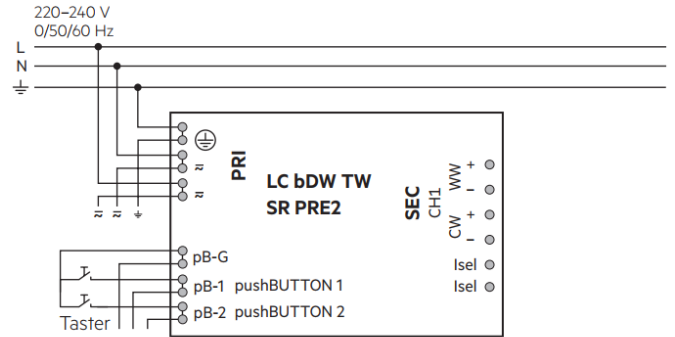 220–240 V
0/50/60 Hz
L
N
PRI
≂
≂
LC bDW TW
SR PRE2
SEC
CH1
WW
+
–
CW
+
–
Isel
Isel
≂ ≂
pB-G
pB-1 pushBUTTON 1
pB-2 pushBUTTON 2
Taster